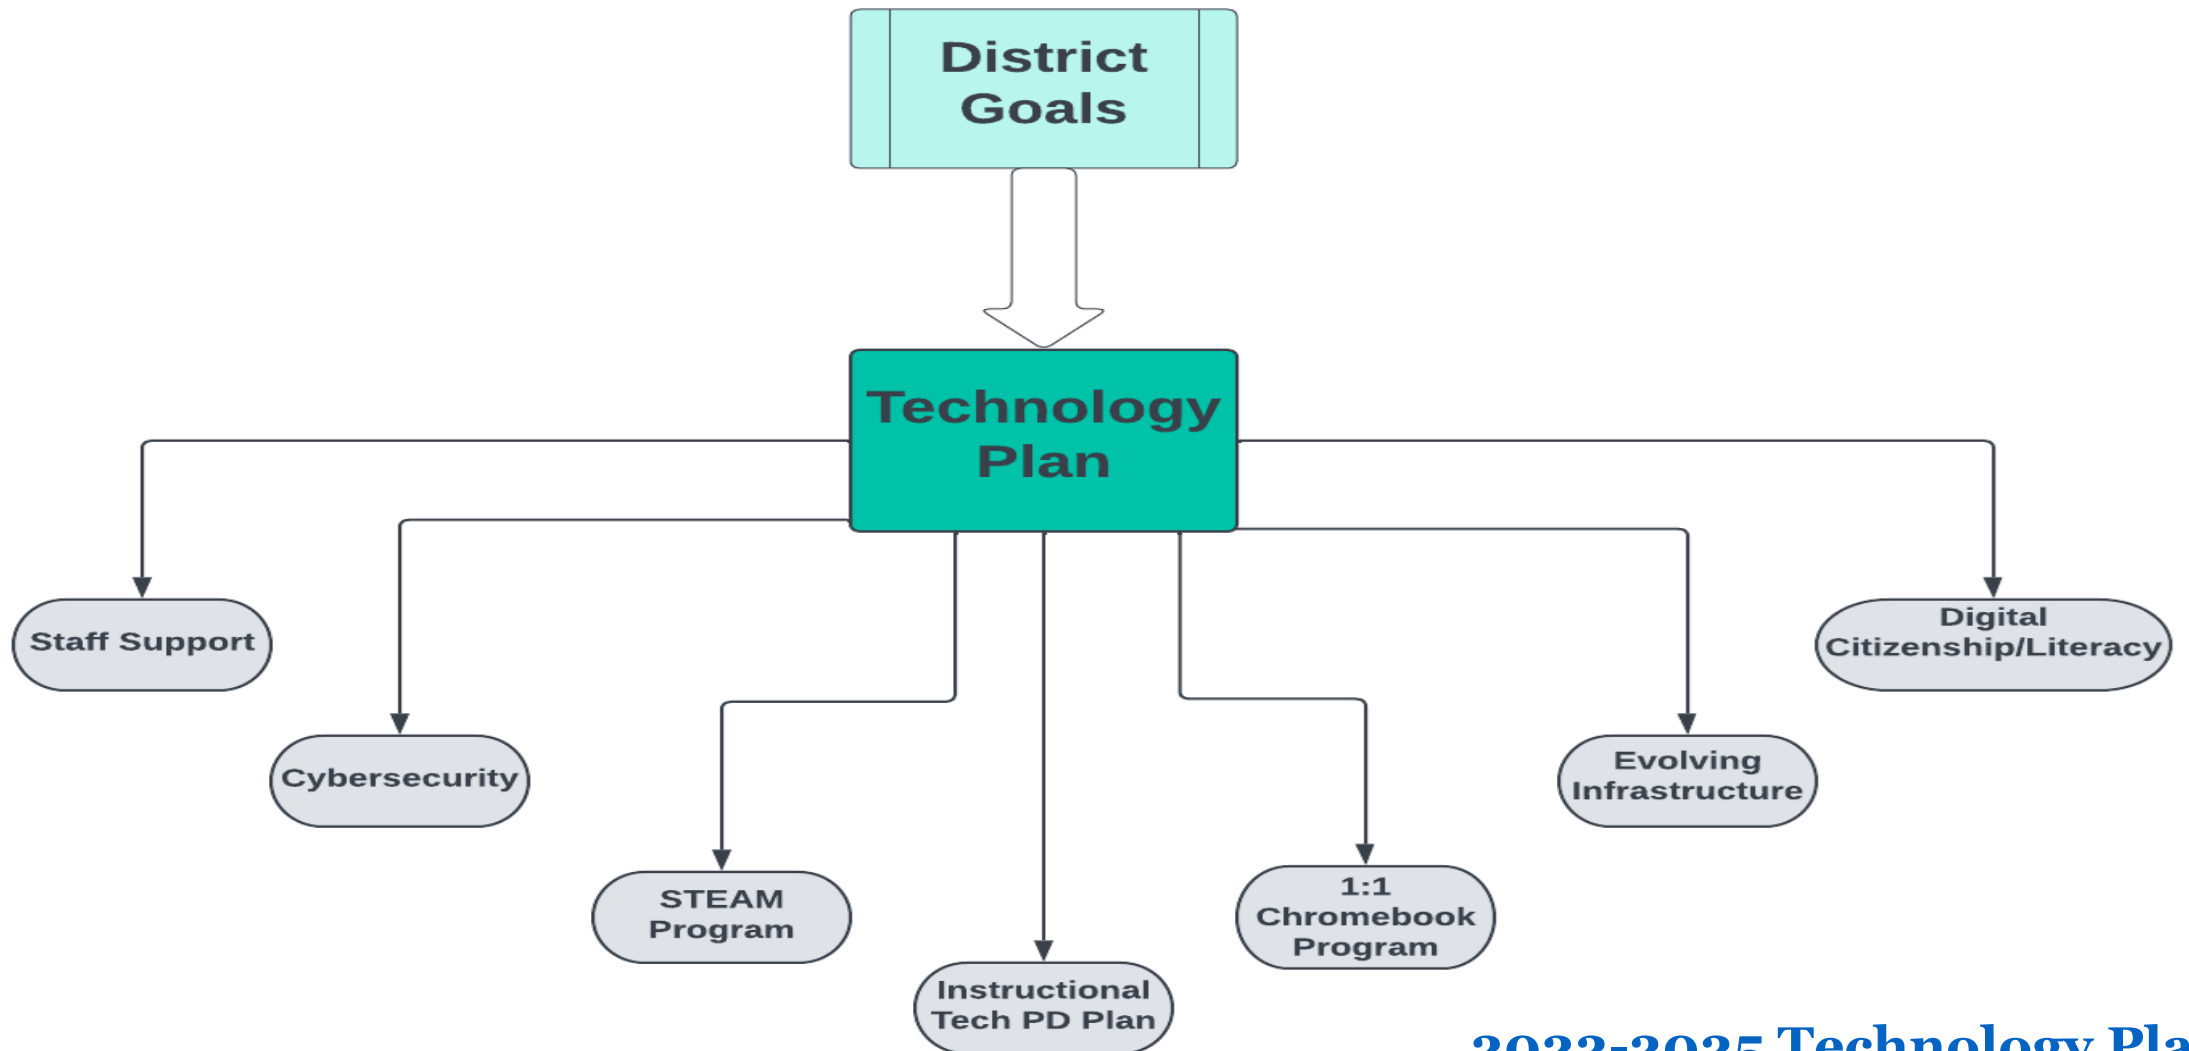 District
Goals
Technology
Plan
Staff Support
Digital
Citizenship/Literacy
Cybersecurity
Evolving
Infrastructure
STEAM
Program
1:1
Chromebook
Program
Instructional
Tech PD Plan
Technology